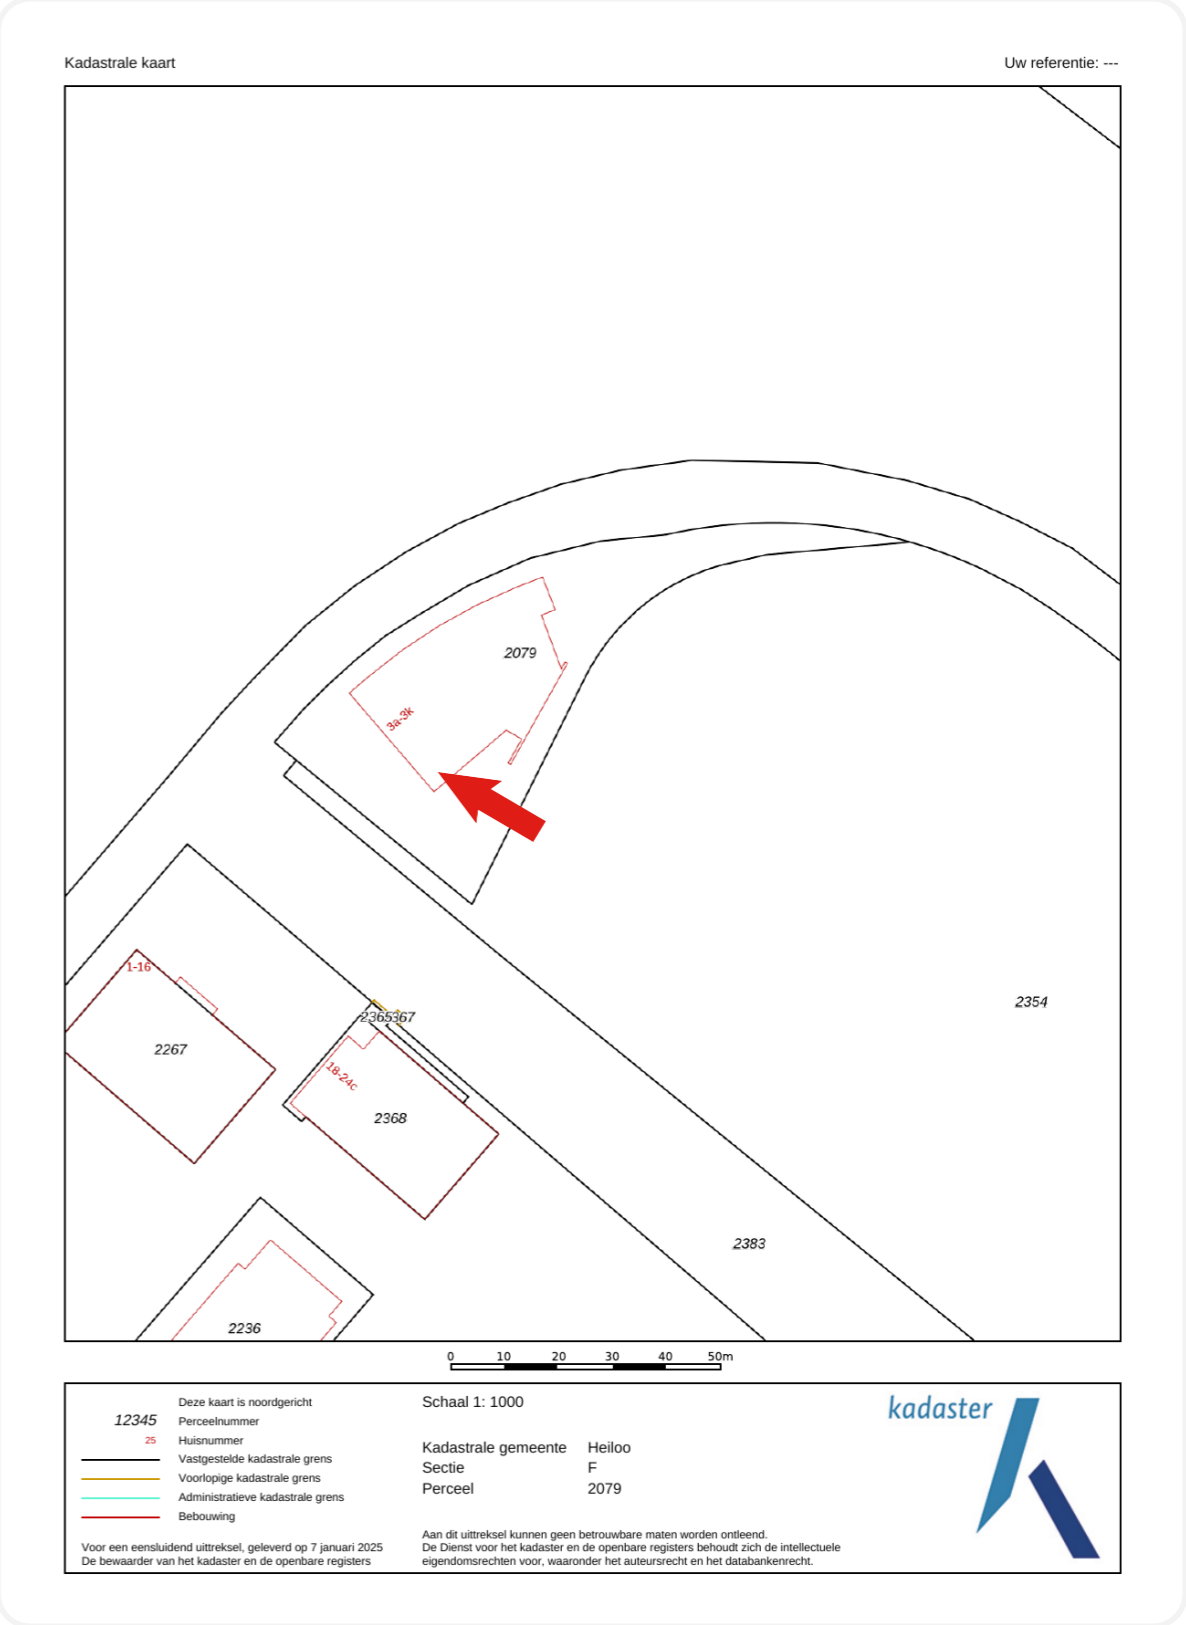 Kadastrale kaart
Uw referentie: ---
2079
3a-3k
1-16
2267
2365367
18-24c
2368
2354
2383
2236
0 10 20 30 40 50m
Deze kaart is noordgericht
12345 Perceelnummer
25 Huisnummer
Vastgestelde kadastrale grens
Voorlopige kadastrale grens
Administratieve kadastrale grens
Bebouwing
Voor een eensluidend uittreksel, geleverd op 7 januari 2025
De bewaarder van het kadaster en de openbare registers
Schaal 1: 1000
Kadastrale gemeente Heiloo
Sectie F
Perceel 2079
Aan dit uittreksel kunnen geen betrouwbare maten worden ontleend.
De Dienst voor het kadaster en de openbare registers behoudt zich de intellectuele
eigendomsrechten voor, waaronder het auteursrecht en het databankenrecht.
kadaster